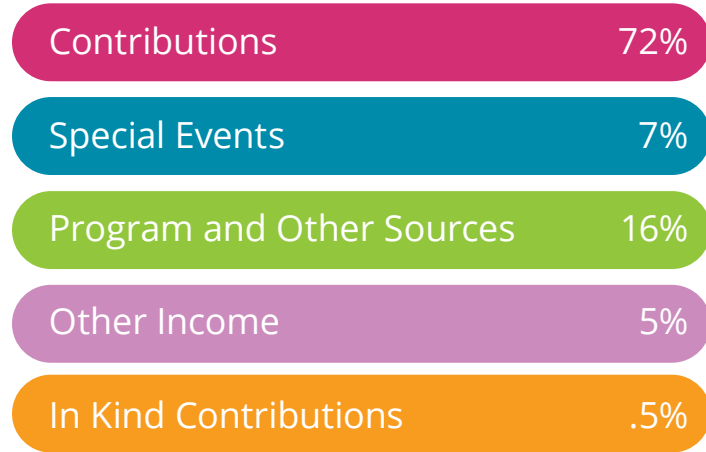 Contributions 72%
Special Events 7%
Program and Other Sources 16%
Other Income 5%
In Kind Contributions .5%